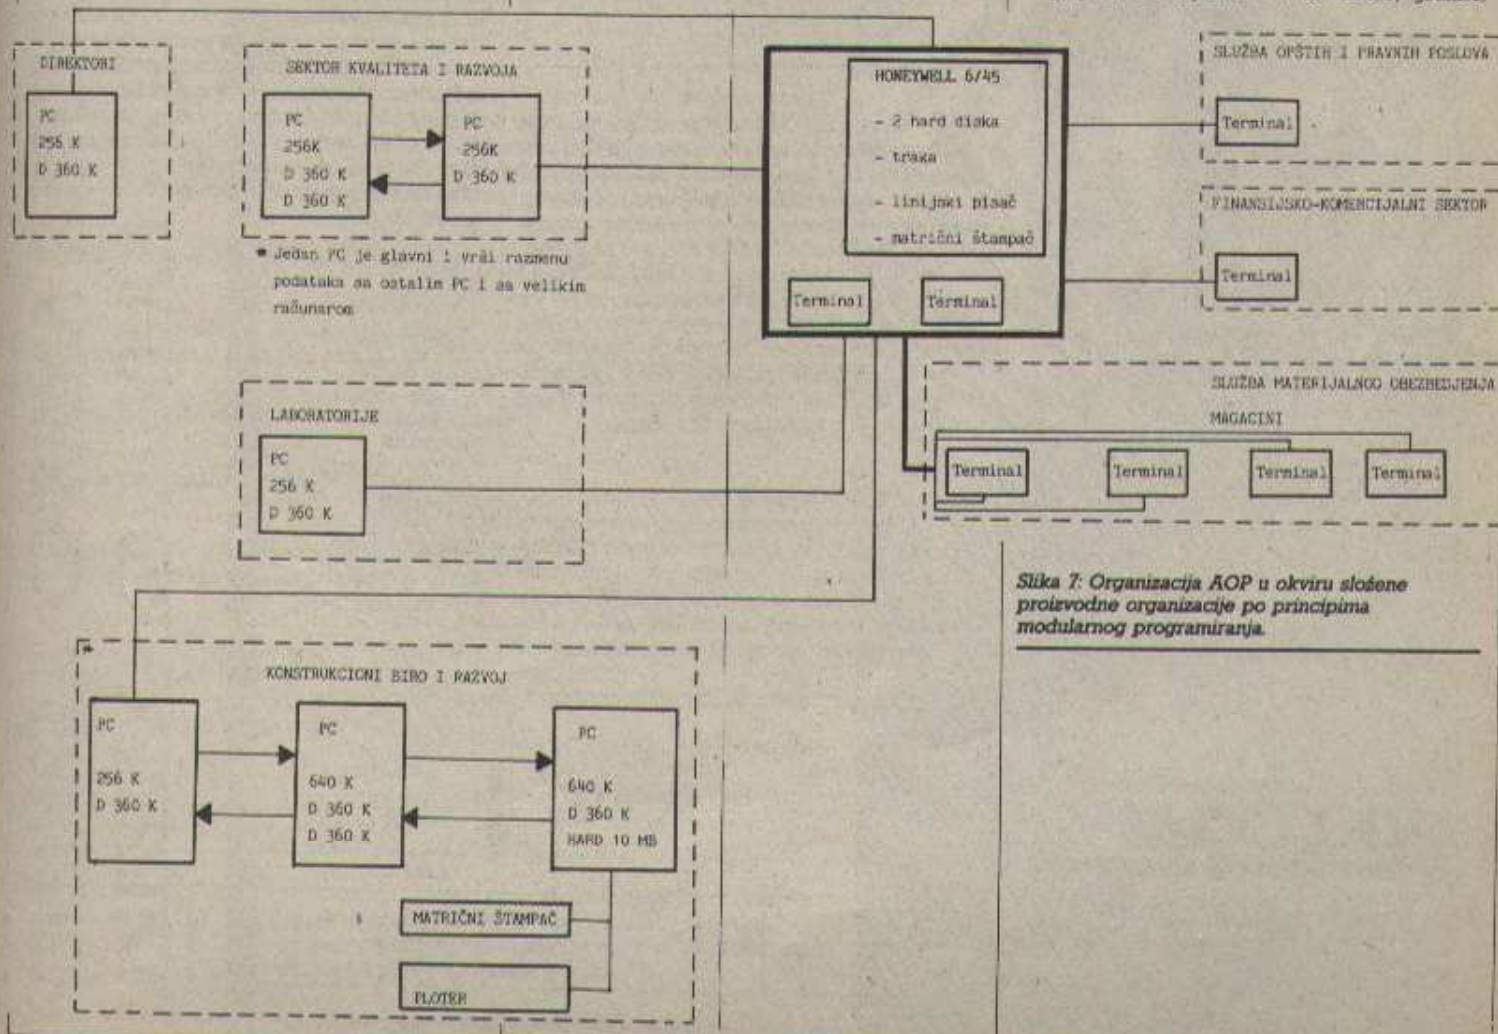 DIREKTORI
PC
256 K
D 360 K
SEKTOR KVALITETA I RAZVOJA
PC
256K
D 360 K
D 360 K
PC
256K
D 360 K
* Jedan PC je glavni i vrši razmenu
podataka sa ostalim PC i sa velikim
računarom
HONEYWELL 6/45
- 2 hard diska
- traka
- linijski pisač
- matrični štampač
Terminal
Terminal
SLUŽBA OPŠTIH I PRAVNIH POSLOVA
Terminal
FINANSIJSKO-KOMERCIJALNI SEKTOR
Terminal
SLUŽBA MATERIJALNOG OBEZBEDJENJA
MAGACINI
Terminal
Terminal
Terminal
Terminal
LABORATORIJE
PC
256 K
D 360 K
Slika 7: Organizacija AOP u okviru složene
proizvodne organizacije po principima
modularnog programiranja.
*
KONSTRUKCIONI BIRO I RAZVOJ
PC
256 K
D 360 K
PC
640 K
D 360 K
D 360 K
PC
640 K
D 360 K
HARD 10 MB
MATRIČNI ŠTAMPAČ
PLOTER